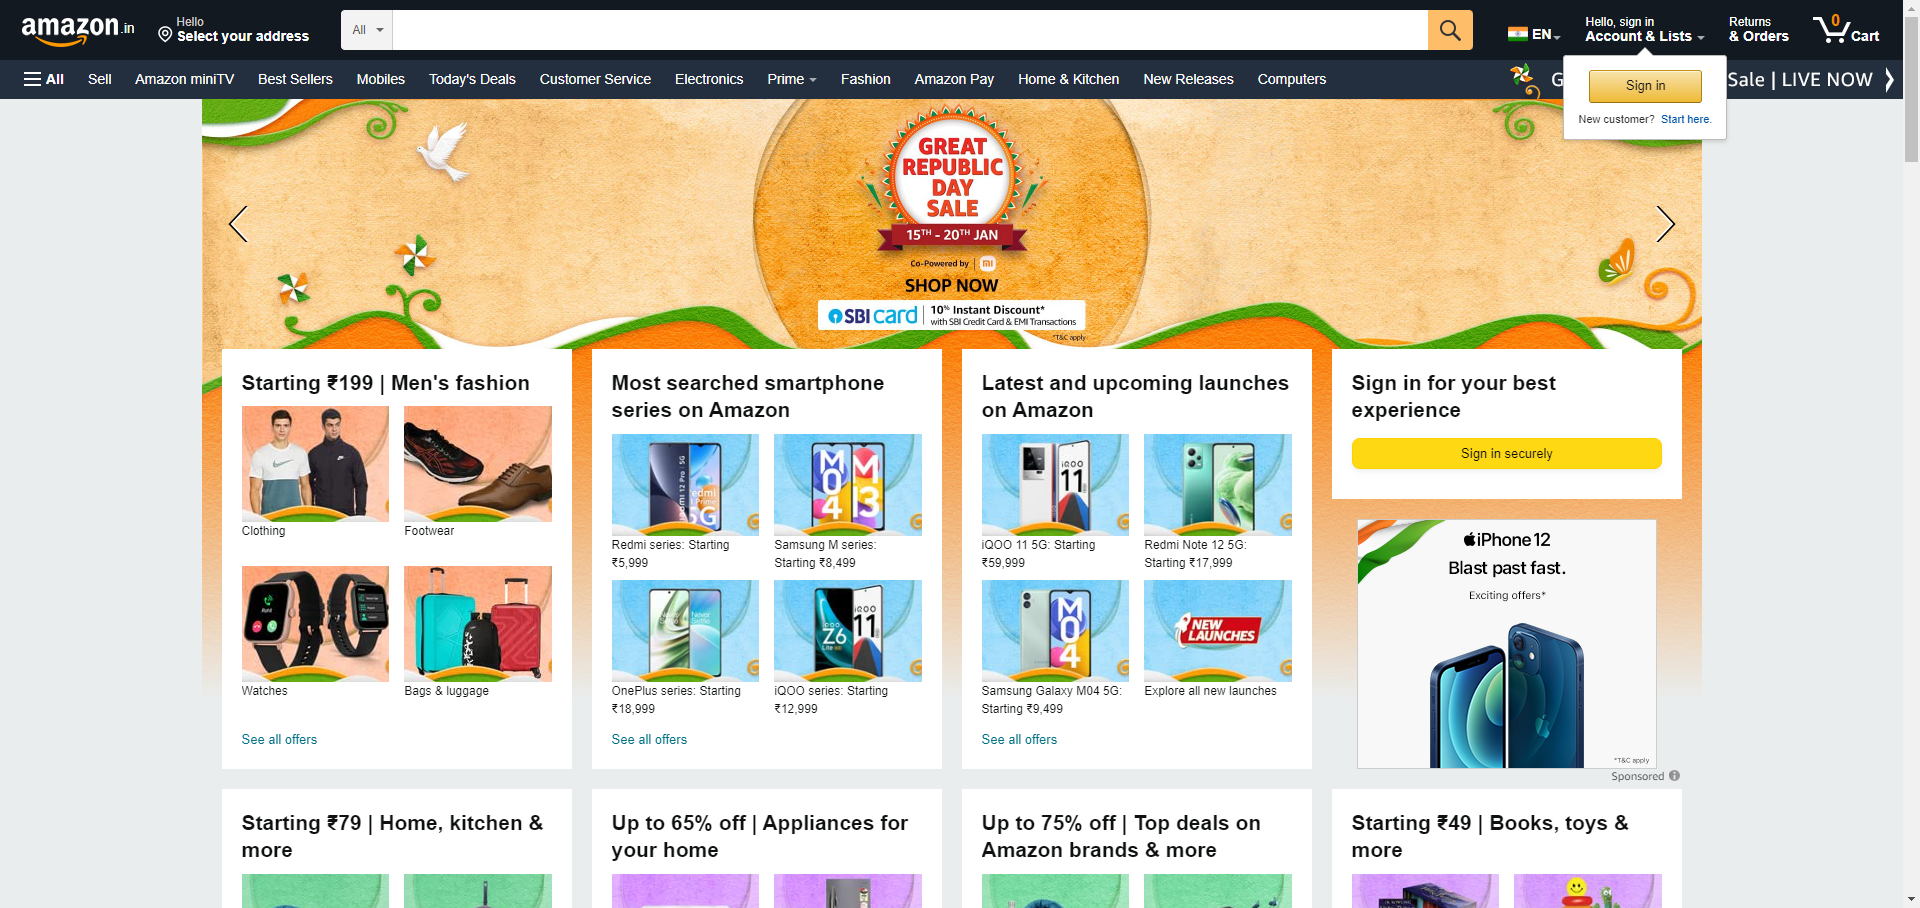 amazon.in
Hello
Select your address
All
EN
Hello, sign in
Account & Lists
Returns
& Orders
0
Cart
All
Sell
Amazon miniTV
Best Sellers
Mobiles
Today's Deals
Customer Service
Electronics
Prime
Fashion
Amazon Pay
Home & Kitchen
New Releases
Computers
G
Sale | LIVE NOW
Sign in
New customer? Start here.
GREAT
REPUBLIC
DAY
SALE
15TH - 20TH JAN
Co-Powered by | mi
SHOP NOW
SBI card
10% Instant Discount*
with SBI Credit Card & EMI Transactions
*T&C apply
Starting ₹199 | Men's fashion
Clothing
Footwear
Watches
Bags & luggage
See all offers
Most searched smartphone
series on Amazon
Redmi series: Starting
₹5,999
Samsung M series:
Starting ₹8,499
OnePlus series: Starting
₹18,999
iQOO series: Starting
₹12,999
See all offers
Latest and upcoming launches
on Amazon
iQOO
11
iQOO 11 5G: Starting
₹59,999
Redmi Note 12 5G:
Starting ₹17,999
M04
NEW
LAUNCHES
Samsung Galaxy M04 5G:
Starting ₹9,499
Explore all new launches
See all offers
Sign in for your best
experience
Sign in securely
iPhone 12
Blast past fast.
Exciting offers*
*T&C apply
Sponsored
Starting ₹79 | Home, kitchen &
more
Up to 65% off | Appliances for
your home
Up to 75% off | Top deals on
Amazon brands & more
Starting ₹49 | Books, toys &
more